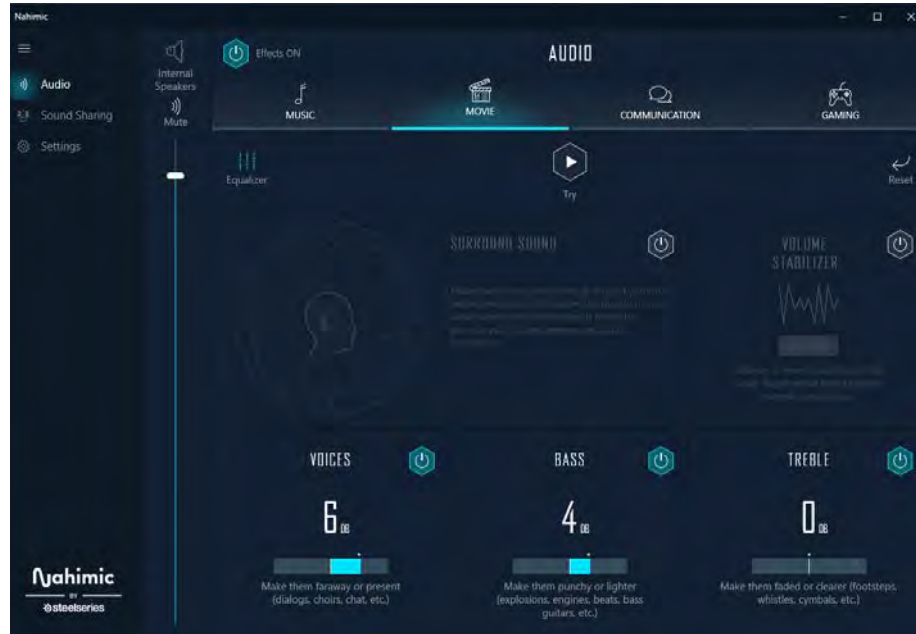 Nahimic
Audio
Sound Sharing
Settings
Internal
Speakers
Mute
Effects ON
AUDIO
MUSIC
MOVIE
COMMUNICATION
GAMING
Equalizer
Try
Reset
SURROUND SOUND
VOLUME
STABILIZER
VOICES
6 DB
Make them faraway or present
(dialogs, choirs, chat, etc.)
BASS
4 DB
Make them punchy or lighter
(explosions, engines, beats, bass
guitars, etc.)
TREBLE
0 DB
Make them faded or clearer (footsteps,
whistles, cymbals, etc.)
Nahimic
BY
steelseries